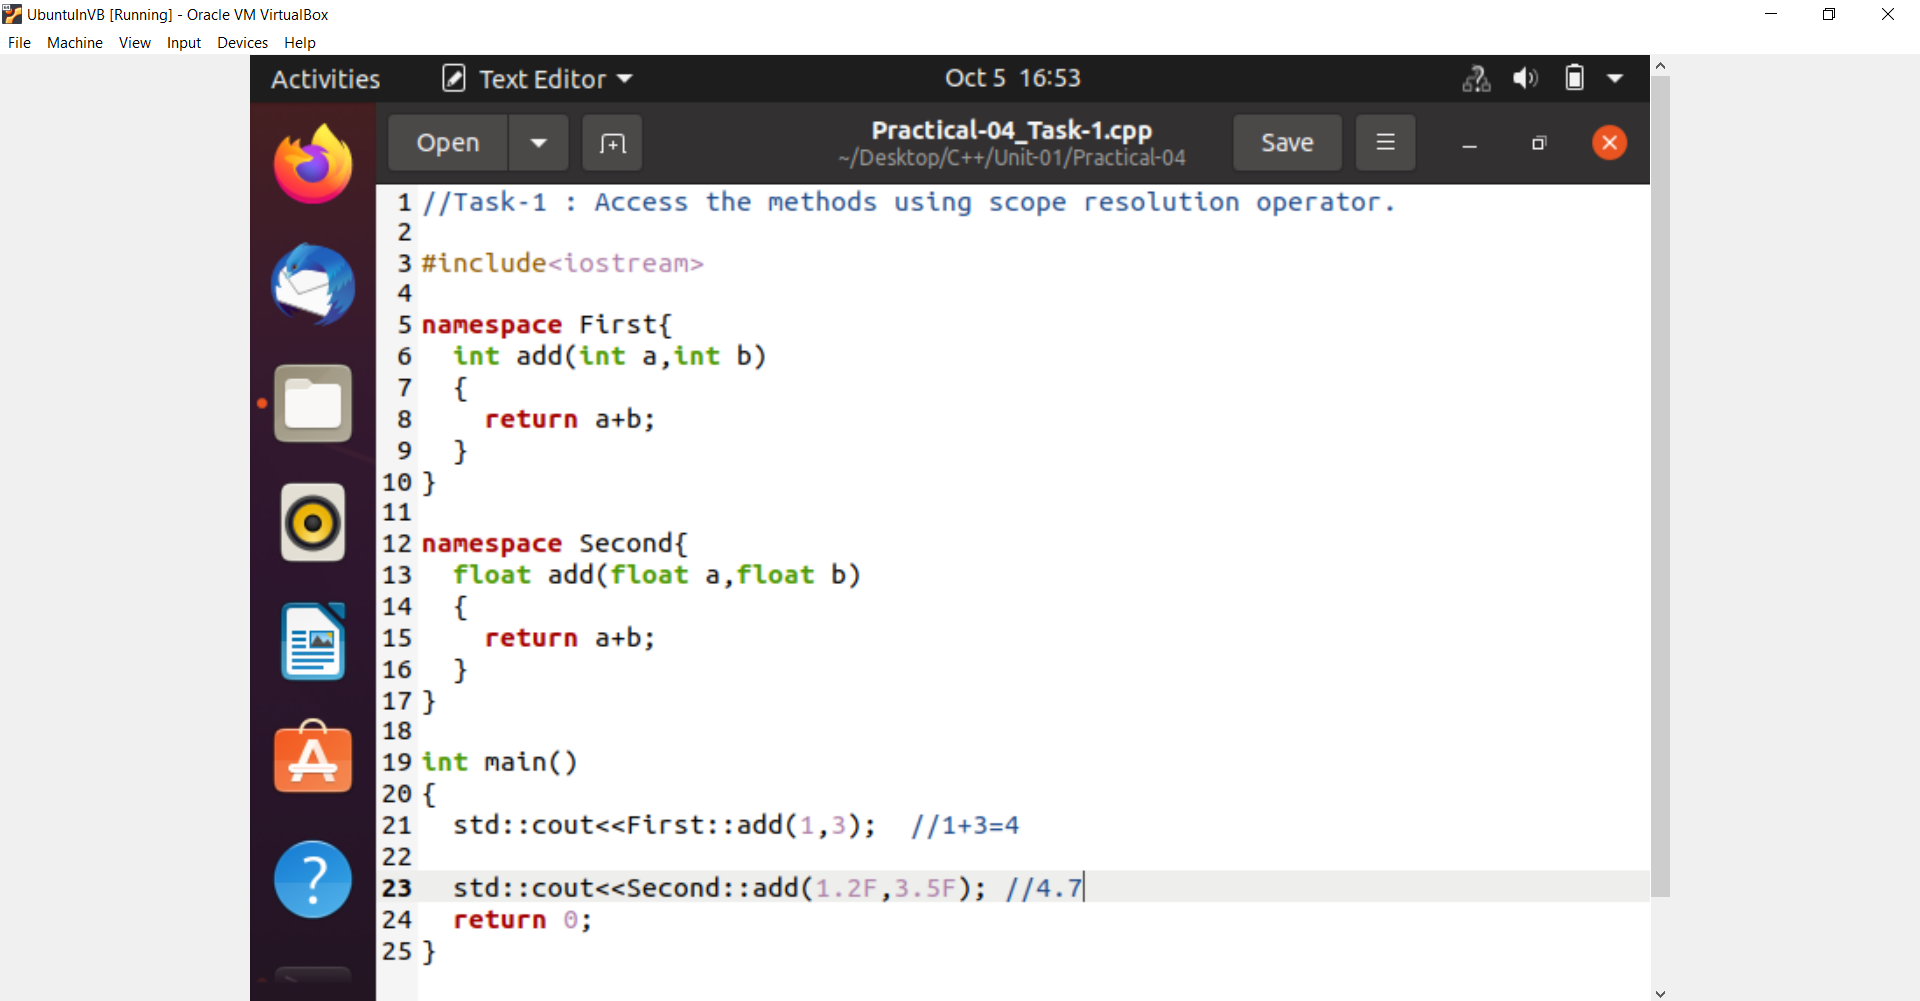 UbuntuInVB [Running] - Oracle VM VirtualBox
File Machine View Input Devices Help
Activities Text Editor Oct 5 16:53
Open Practical-04_Task-1.cpp Save
~/Desktop/C++/Unit-01/Practical-04
1 //Task-1 : Access the methods using scope resolution operator.
2
3 #include<iostream>
4
5 namespace First{
6   int add(int a,int b)
7   {
8     return a+b;
9   }
10 }
11
12 namespace Second{
13   float add(float a,float b)
14   {
15     return a+b;
16   }
17 }
18
19 int main()
20 {
21   std::cout<<First::add(1,3);  //1+3=4
22
23   std::cout<<Second::add(1.2F,3.5F); //4.7
24   return 0;
25 }